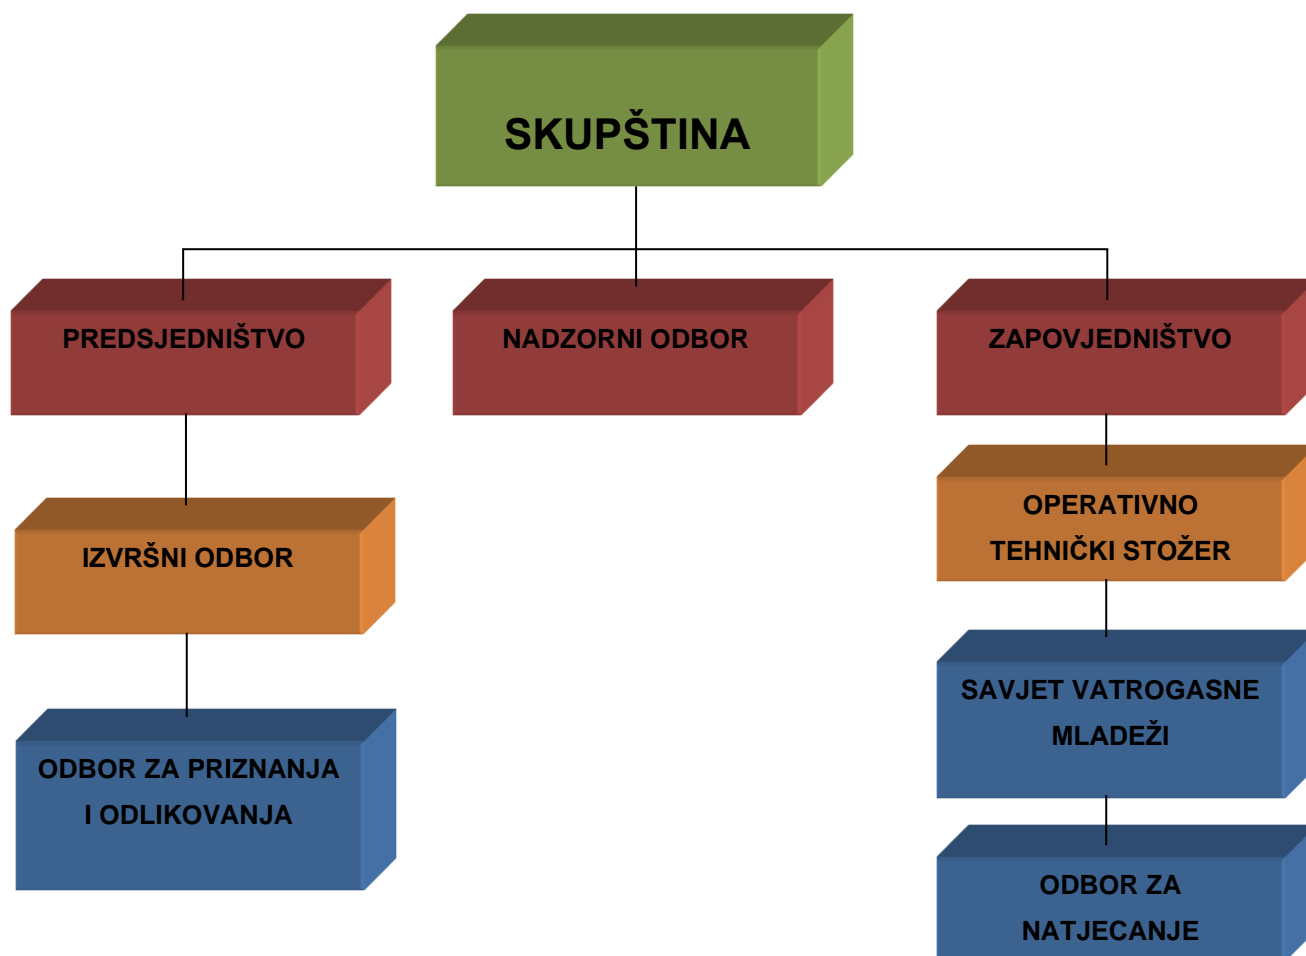 SKUPŠTINA
PREDSJEDNIŠTVO
NADZORNI ODBOR
ZAPOVJEDNIŠTVO
IZVRŠNI ODBOR
OPERATIVNO
TEHNIČKI STOŽER
ODBOR ZA PRIZNANJA
I ODLIKOVANJA
SAVJET VATROGASNE
MLADEŽI
ODBOR ZA
NATJECANJE